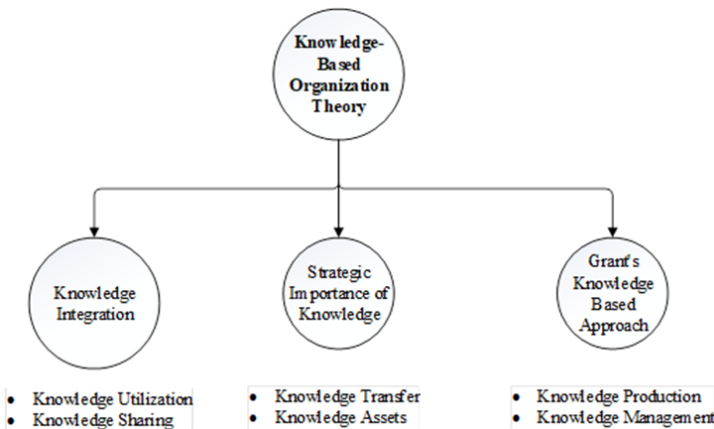 Knowledge-
Based
Organization
Theory
Knowledge
Integration
Strategic
Importance of
Knowledge
Grant's
Knowledge
Based
Approach
• Knowledge Utilization
• Knowledge Sharing
• Knowledge Transfer
• Knowledge Assets
• Knowledge Production
• Knowledge Management